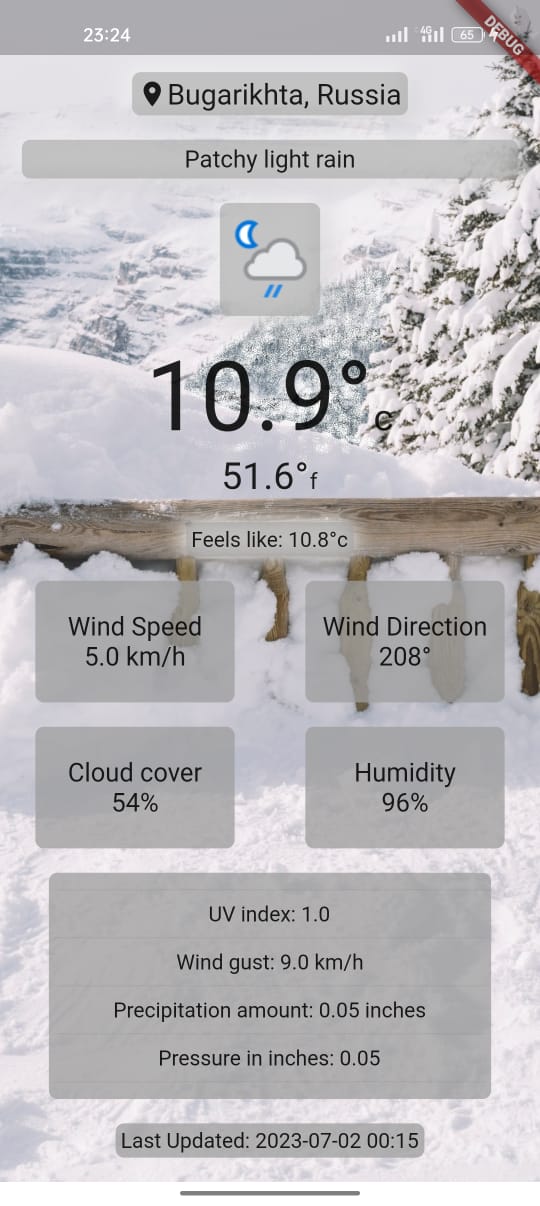 23:24
4G
65
DEBUG
Bugarikhta, Russia
Patchy light rain
10.9° c
51.6°f
Feels like: 10.8°c
Wind Speed
5.0 km/h
Wind Direction
208°
Cloud cover
54%
Humidity
96%
UV index: 1.0
Wind gust: 9.0 km/h
Precipitation amount: 0.05 inches
Pressure in inches: 0.05
Last Updated: 2023-07-02 00:15